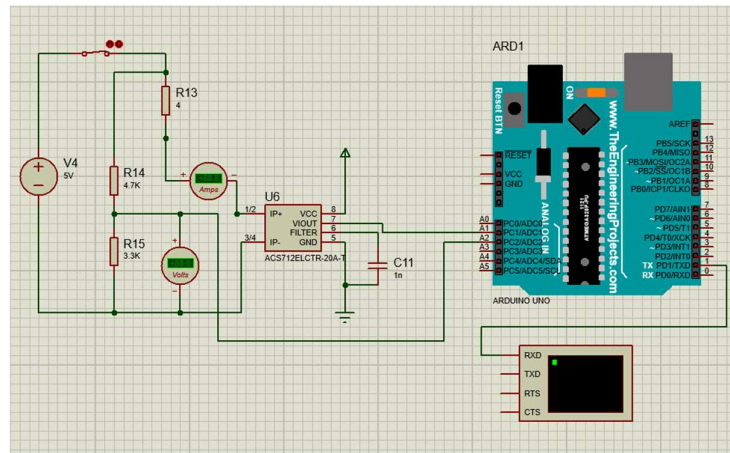 ARD1
V4
5V
R13
4
R14
4.7K
R15
3.3K
Amps
Volts
U6
1/2
3/4
IP+
IP-
VCC
VIOUT
FILTER
GND
8
7
6
5
ACS712ELCTR-20A-T
C11
1n
Reset BTN
ON
www.TheEngineeringProjects.com
ANALOG IN
ATMEGA328P
RESET
VCC
GND
A0 PC0/ADC0
A1 PC1/ADC1
A2 PC2/ADC2
A3 PC3/ADC3
A4 PC4/ADC4/SDA
A5 PC5/ADC5/SCL
AREF
PB5/SCK 13
PB4/MISO 12
~PB3/MOSI/OC2A 11
~PB2/SS/OC1B 10
~PB1/OC1A 9
PB0/ICP1/CLKO 8
PD7/AIN1 7
~PD6/AIN0 6
~PD5/T1 5
PD4/T0/XCK 4
~PD3/INT1 3
PD2/INT0 2
TX PD1/TXD 1
RX PD0/RXD 0
ARDUINO UNO
RXD
TXD
RTS
CTS